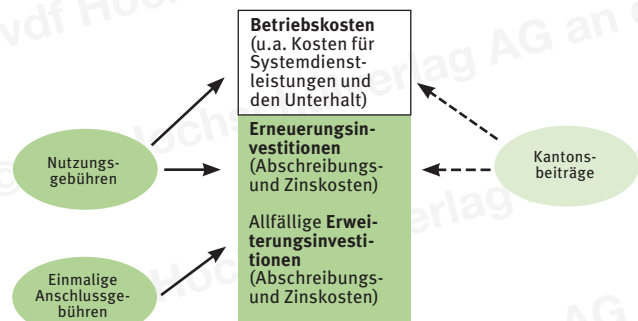 Betriebskosten
(u.a. Kosten für
Systemdienst-
leistungen und
den Unterhalt)
Erneuerungsin-
vestitionen
(Abschreibungs-
und Zinskosten)
Allfällige Erwei-
terungsinvesti-
tionen
(Abschreibungs-
und Zinskosten)
Nutzungs-
gebühren
Einmalige
Anschlussge-
bühren
Kantons-
beiträge